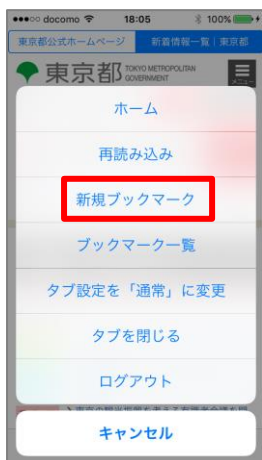 ●●●○○ docomo 18:05 100%
東京都公式ホームページ 新着情報一覧｜東京都
東京都 TOKYO METROPOLITAN GOVERNMENT
メニュー
ホーム
再読み込み
新規ブックマーク
ブックマーク一覧
タブ設定を「通常」に変更
タブを閉じる
ログアウト
キャンセル